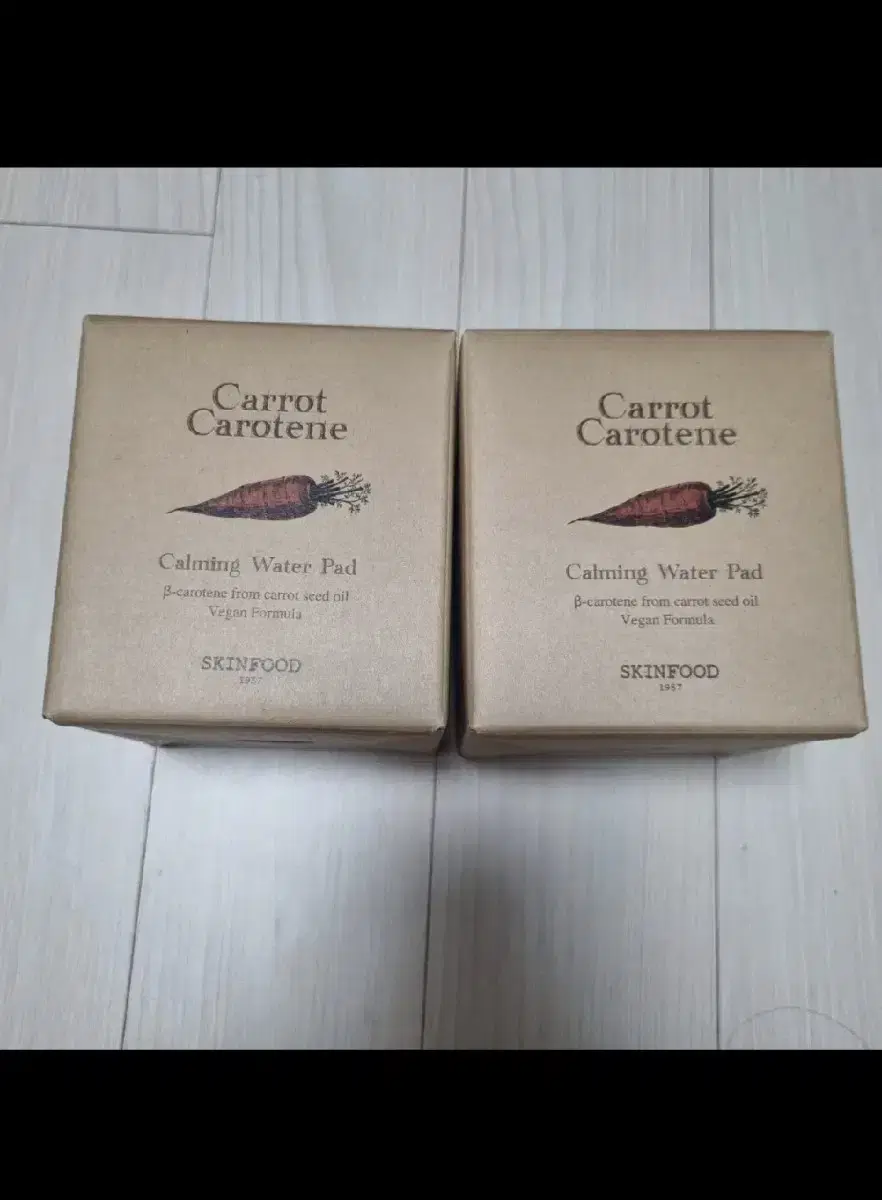 Carrot
Carotene
Calming Water Pad
β-carotene from carrot seed oil
Vegan Formula
SKINFOOD
1957
Carrot
Carotene
Calming Water Pad
β-carotene from carrot seed oil
Vegan Formula
SKINFOOD
1957